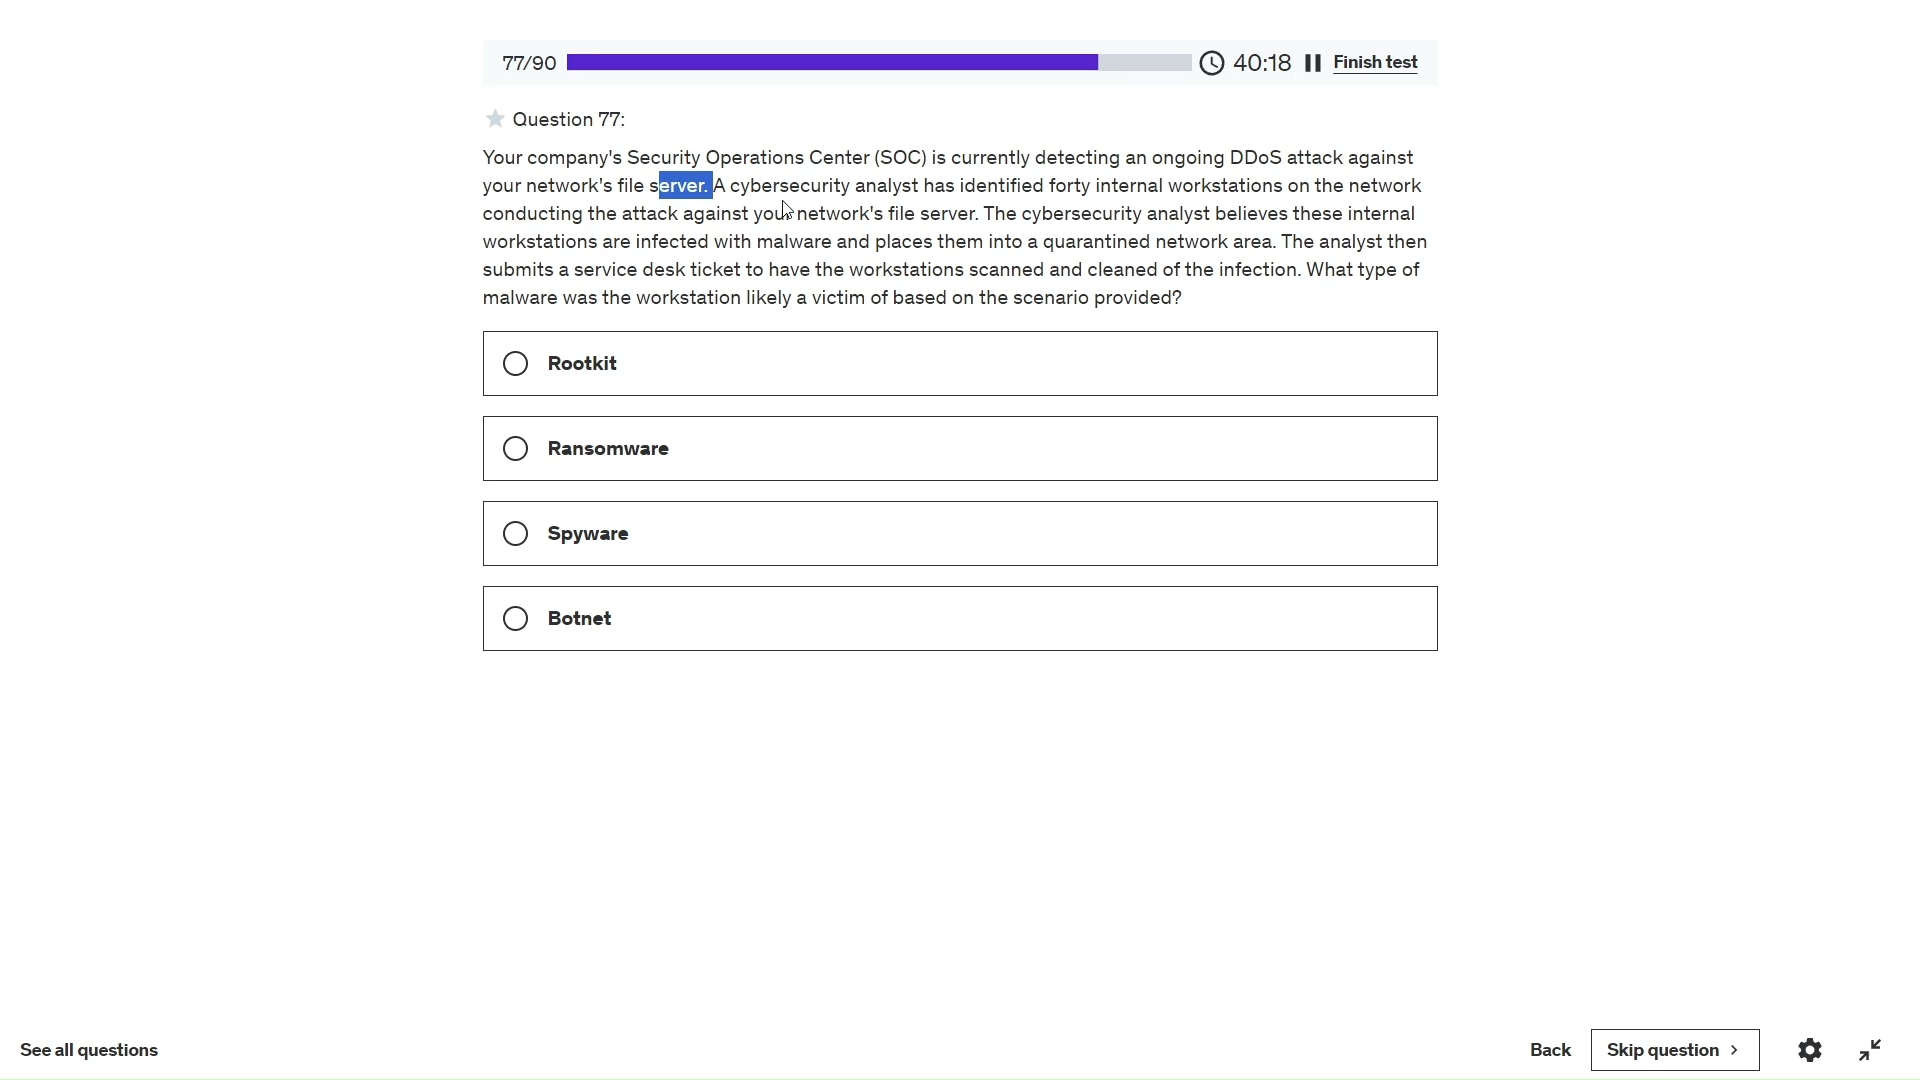 77/90 40:18 Finish test
Question 77:
Your company's Security Operations Center (SOC) is currently detecting an ongoing DDoS attack against
your network's file server. A cybersecurity analyst has identified forty internal workstations on the network
conducting the attack against your network's file server. The cybersecurity analyst believes these internal
workstations are infected with malware and places them into a quarantined network area. The analyst then
submits a service desk ticket to have the workstations scanned and cleaned of the infection. What type of
malware was the workstation likely a victim of based on the scenario provided?
Rootkit
Ransomware
Spyware
Botnet
See all questions Back Skip question